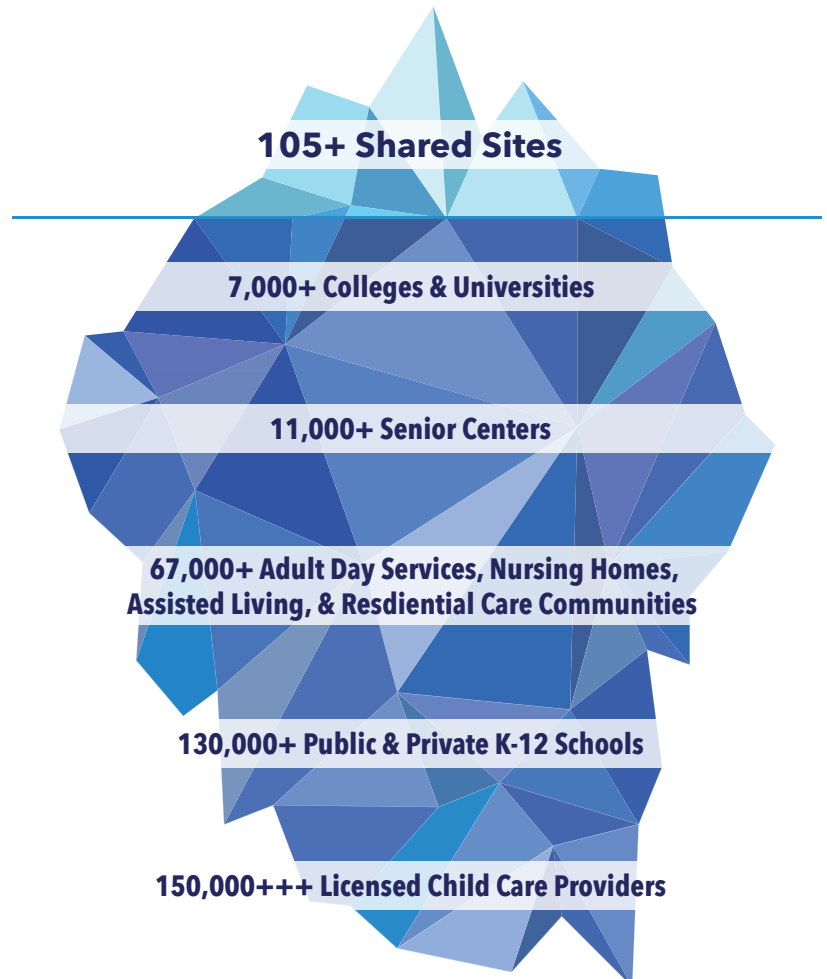 105+ Shared Sites
7,000+ Colleges & Universities
11,000+ Senior Centers
67,000+ Adult Day Services, Nursing Homes,
Assisted Living, & Resdiential Care Communities
130,000+ Public & Private K-12 Schools
150,000+++ Licensed Child Care Providers